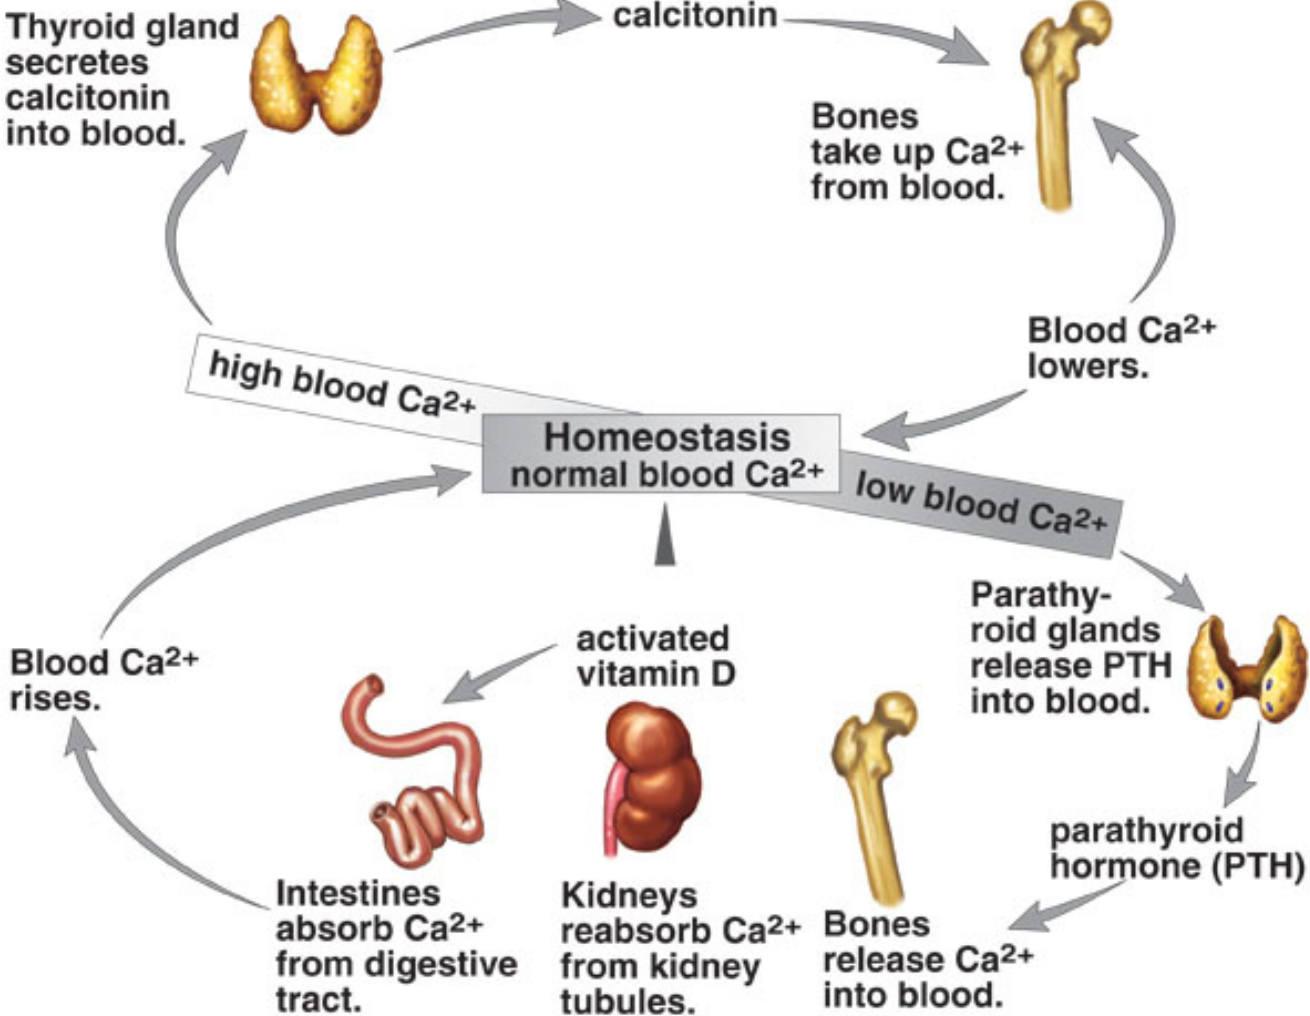 Thyroid gland
secretes
calcitonin
into blood.
calcitonin
Bones
take up Ca2+
from blood.
Blood Ca2+
lowers.
high blood Ca2+
Homeostasis
normal blood Ca2+
low blood Ca2+
Parathy-
roid glands
release PTH
into blood.
parathyroid
hormone (PTH)
activated
vitamin D
Blood Ca2+
rises.
Intestines
absorb Ca2+
from digestive
tract.
Kidneys
reabsorb Ca2+
from kidney
tubules.
Bones
release Ca2+
into blood.